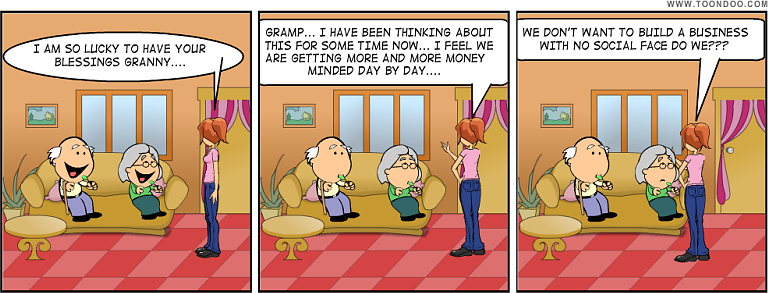 WWW.TOONDOO.COM
I AM SO LUCKY TO HAVE YOUR
BLESSINGS GRANNY....
GRAMP... I HAVE BEEN THINKING ABOUT
THIS FOR SOME TIME NOW... I FEEL WE
ARE GETTING MORE AND MORE MONEY
MINDED DAY BY DAY....
WE DON'T WANT TO BUILD A BUSINESS
WITH NO SOCIAL FACE DO WE???